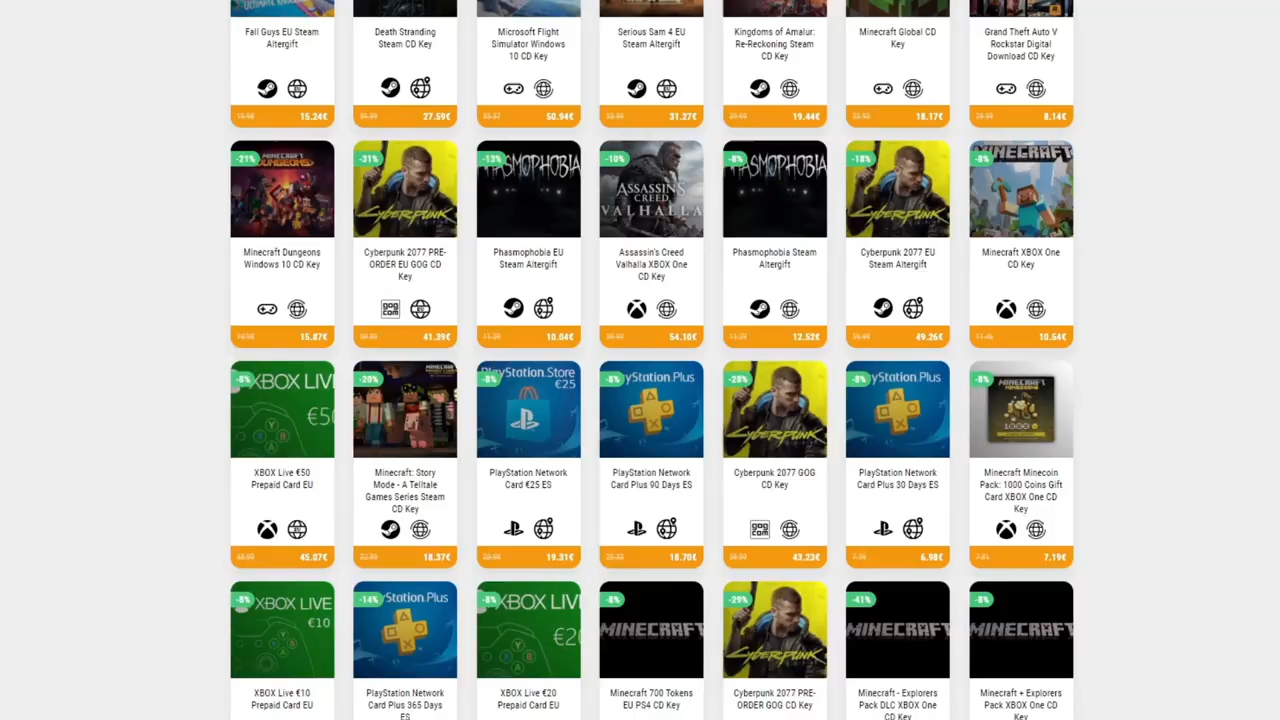 Fall Guys EU Steam
Altergift
15.24€
Death Stranding
Steam CD Key
27.59€
Microsoft Flight
Simulator Windows
10 CD Key
50.94€
Serious Sam 4 EU
Steam Altergift
31.27€
Kingdoms of Amalur:
Re-Reckoning Steam
CD Key
19.44€
Minecraft Global CD
Key
18.17€
Grand Theft Auto V
Rockstar Digital
Download CD Key
8.14€
-21%
MINECRAFT
DUNGEONS
Minecraft Dungeons
Windows 10 CD Key
15.87€
-31%
CYBERPUNK
Cyberpunk 2077 PRE-
ORDER EU GOG CD
Key
GOG
COM
41.39€
-13%
PHASMOPHOBIA
Phasmophobia EU
Steam Altergift
10.04€
-10%
ASSASSIN'S
CREED
VALHALLA
Assassin's Creed
Valhalla XBOX One
CD Key
54.10€
-8%
PHASMOPHOBIA
Phasmophobia Steam
Altergift
12.52€
-18%
CYBERPUNK
Cyberpunk 2077 EU
Steam Altergift
49.26€
-8%
MINECRAFT
Minecraft XBOX One
CD Key
10.54€
-8%
XBOX LIVE
€50
XBOX Live €50
Prepaid Card EU
45.07€
-20%
MINECRAFT
Minecraft: Story
Mode - A Telltale
Games Series Steam
CD Key
18.37€
-8%
PlayStation Store
€25
PlayStation Network
Card €25 ES
19.31€
-8%
PlayStation Plus
PlayStation Network
Card Plus 90 Days ES
18.70€
-28%
CYBERPUNK
Cyberpunk 2077 GOG
CD Key
GOG
COM
43.23€
-8%
PlayStation Plus
PlayStation Network
Card Plus 30 Days ES
6.98€
-8%
MINECRAFT
MINECOINS
1000
Minecraft Minecoin
Pack: 1000 Coins Gift
Card XBOX One CD
Key
7.19€
-8%
XBOX LIVE
€10
XBOX Live €10
Prepaid Card EU
-14%
PlayStation Plus
PlayStation Network
Card Plus 365 Days
ES
-8%
XBOX LIVE
€20
XBOX Live €20
Prepaid Card EU
-8%
MINECRAFT
Minecraft 700 Tokens
EU PS4 CD Key
-29%
CYBERPUNK
Cyberpunk 2077 PRE-
ORDER GOG CD Key
-41%
MINECRAFT
Minecraft - Explorers
Pack DLC XBOX One
CD Key
-8%
MINECRAFT
Minecraft + Explorers
Pack XBOX One CD
Key